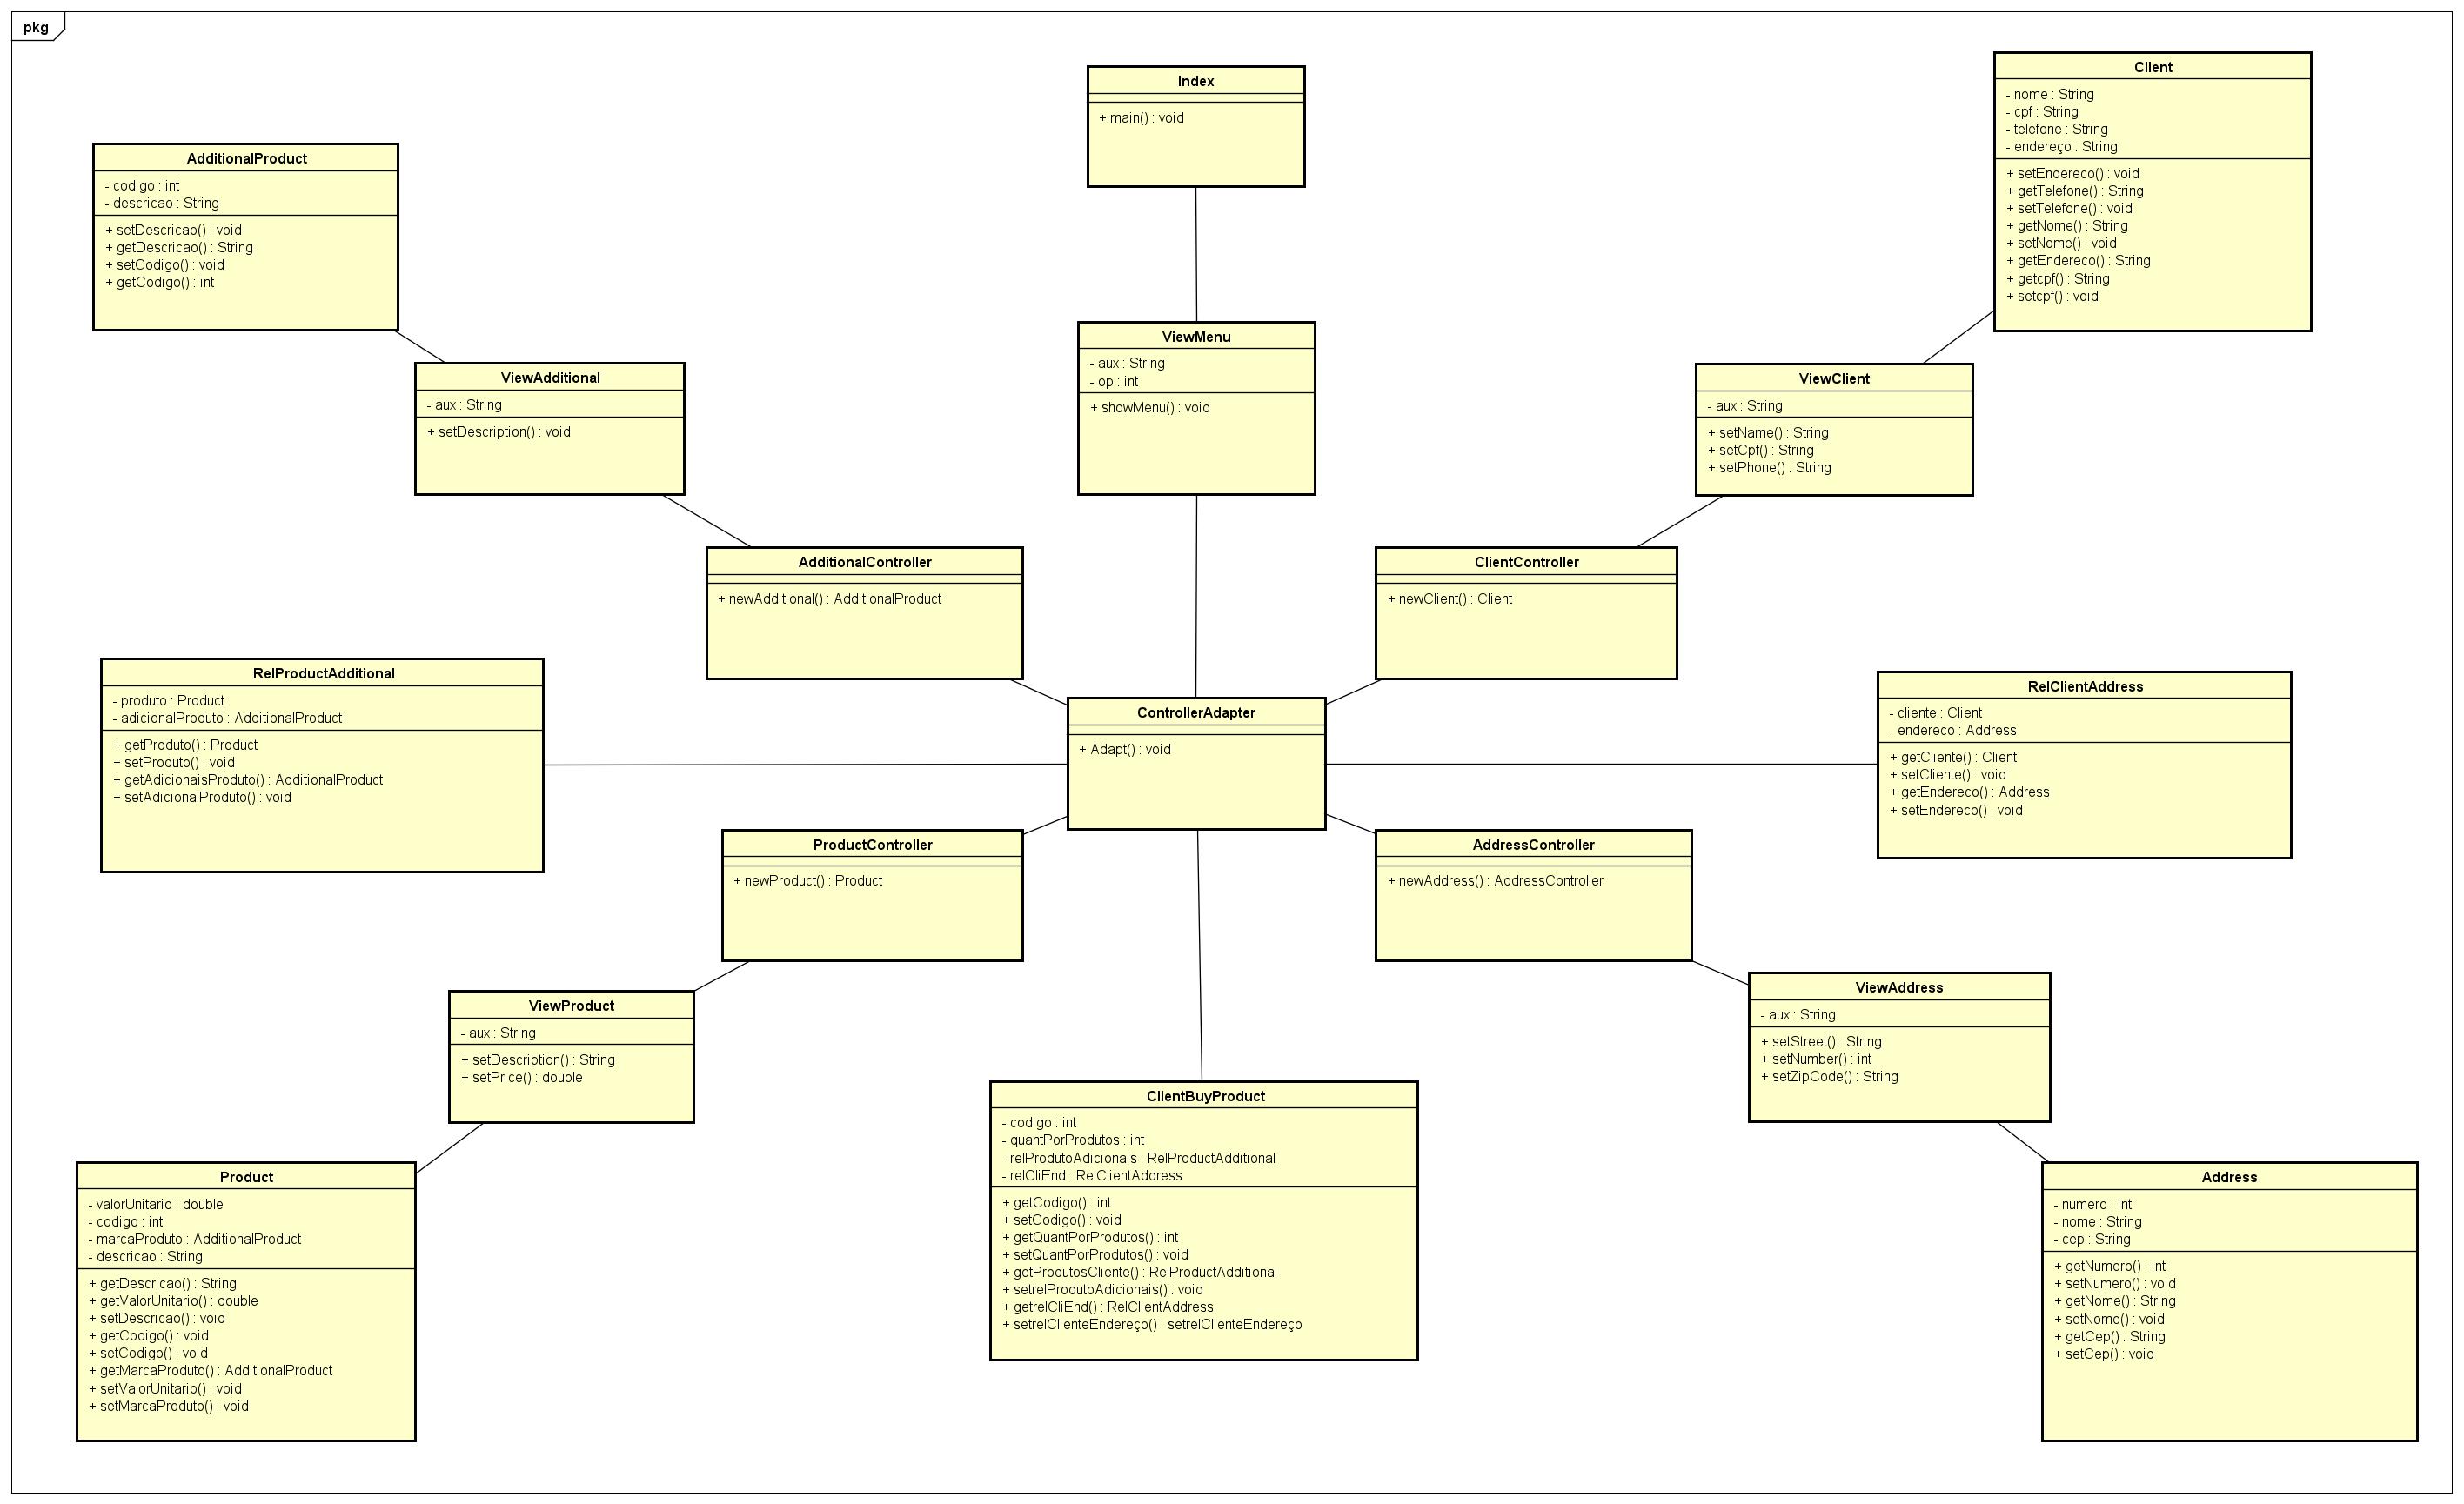 pkg
Index
+ main() : void
Client
- nome : String
- cpf : String
- telefone : String
- endereço : String
+ setEndereco() : void
+ getTelefone() : String
+ setTelefone() : void
+ getNome() : String
+ setNome() : void
+ getEndereco() : String
+ getcpf() : String
+ setcpf() : void
AdditionalProduct
- codigo : int
- descricao : String
+ setDescricao() : void
+ getDescricao() : String
+ setCodigo() : void
+ getCodigo() : int
ViewMenu
- aux : String
- op : int
+ showMenu() : void
ViewAdditional
- aux : String
+ setDescription() : void
ViewClient
- aux : String
+ setName() : String
+ setCpf() : String
+ setPhone() : String
AdditionalController
+ newAdditional() : AdditionalProduct
ClientController
+ newClient() : Client
RelProductAdditional
- produto : Product
- adicionalProduto : AdditionalProduct
+ getProduto() : Product
+ setProduto() : void
+ getAdicionaisProduto() : AdditionalProduct
+ setAdicionalProduto() : void
ControllerAdapter
+ Adapt() : void
RelClientAddress
- cliente : Client
- endereco : Address
+ getCliente() : Client
+ setCliente() : void
+ getEndereco() : Address
+ setEndereco() : void
ProductController
+ newProduct() : Product
AddressController
+ newAddress() : AddressController
ViewProduct
- aux : String
+ setDescription() : String
+ setPrice() : double
ViewAddress
- aux : String
+ setStreet() : String
+ setNumber() : int
+ setZipCode() : String
ClientBuyProduct
- codigo : int
- quantPorProdutos : int
- relProdutoAdicionais : RelProductAdditional
- relCliEnd : RelClientAddress
+ getCodigo() : int
+ setCodigo() : void
+ getQuantPorProdutos() : int
+ setQuantPorProdutos() : void
+ getProdutosCliente() : RelProductAdditional
+ setrelProdutoAdicionais() : void
+ getrelCliEnd() : RelClientAddress
+ setrelClienteEndereço() : setrelClienteEndereço
Product
- valorUnitario : double
- codigo : int
- marcaProduto : AdditionalProduct
- descricao : String
+ getDescricao() : String
+ getValorUnitario() : double
+ setDescricao() : void
+ getCodigo() : void
+ setCodigo() : void
+ getMarcaProduto() : AdditionalProduct
+ setValorUnitario() : void
+ setMarcaProduto() : void
Address
- numero : int
- nome : String
- cep : String
+ getNumero() : int
+ setNumero() : void
+ getNome() : String
+ setNome() : void
+ getCep() : String
+ setCep() : void